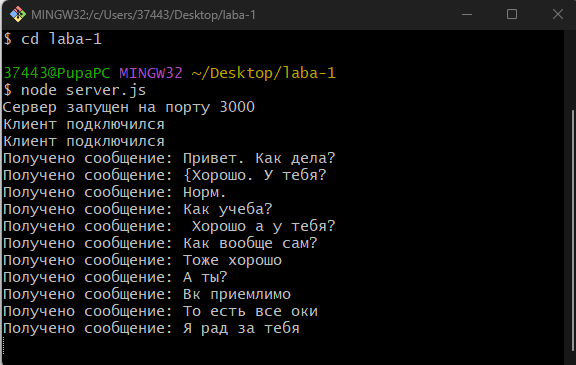 MINGW32:/c/Users/37443/Desktop/laba-1
$ cd laba-1
37443@PupaPC MINGW32 ~/Desktop/laba-1
$ node server.js
Сервер запущен на порту 3000
Клиент подключился
Клиент подключился
Получено сообщение: Привет. Как дела?
Получено сообщение: {Хорошо. У тебя?
Получено сообщение: Норм.
Получено сообщение: Как учеба?
Получено сообщение:  Хорошо а у тебя?
Получено сообщение: Как вообще сам?
Получено сообщение: Тоже хорошо
Получено сообщение: А ты?
Получено сообщение: Вк приемлимо
Получено сообщение: То есть все оки
Получено сообщение: Я рад за тебя